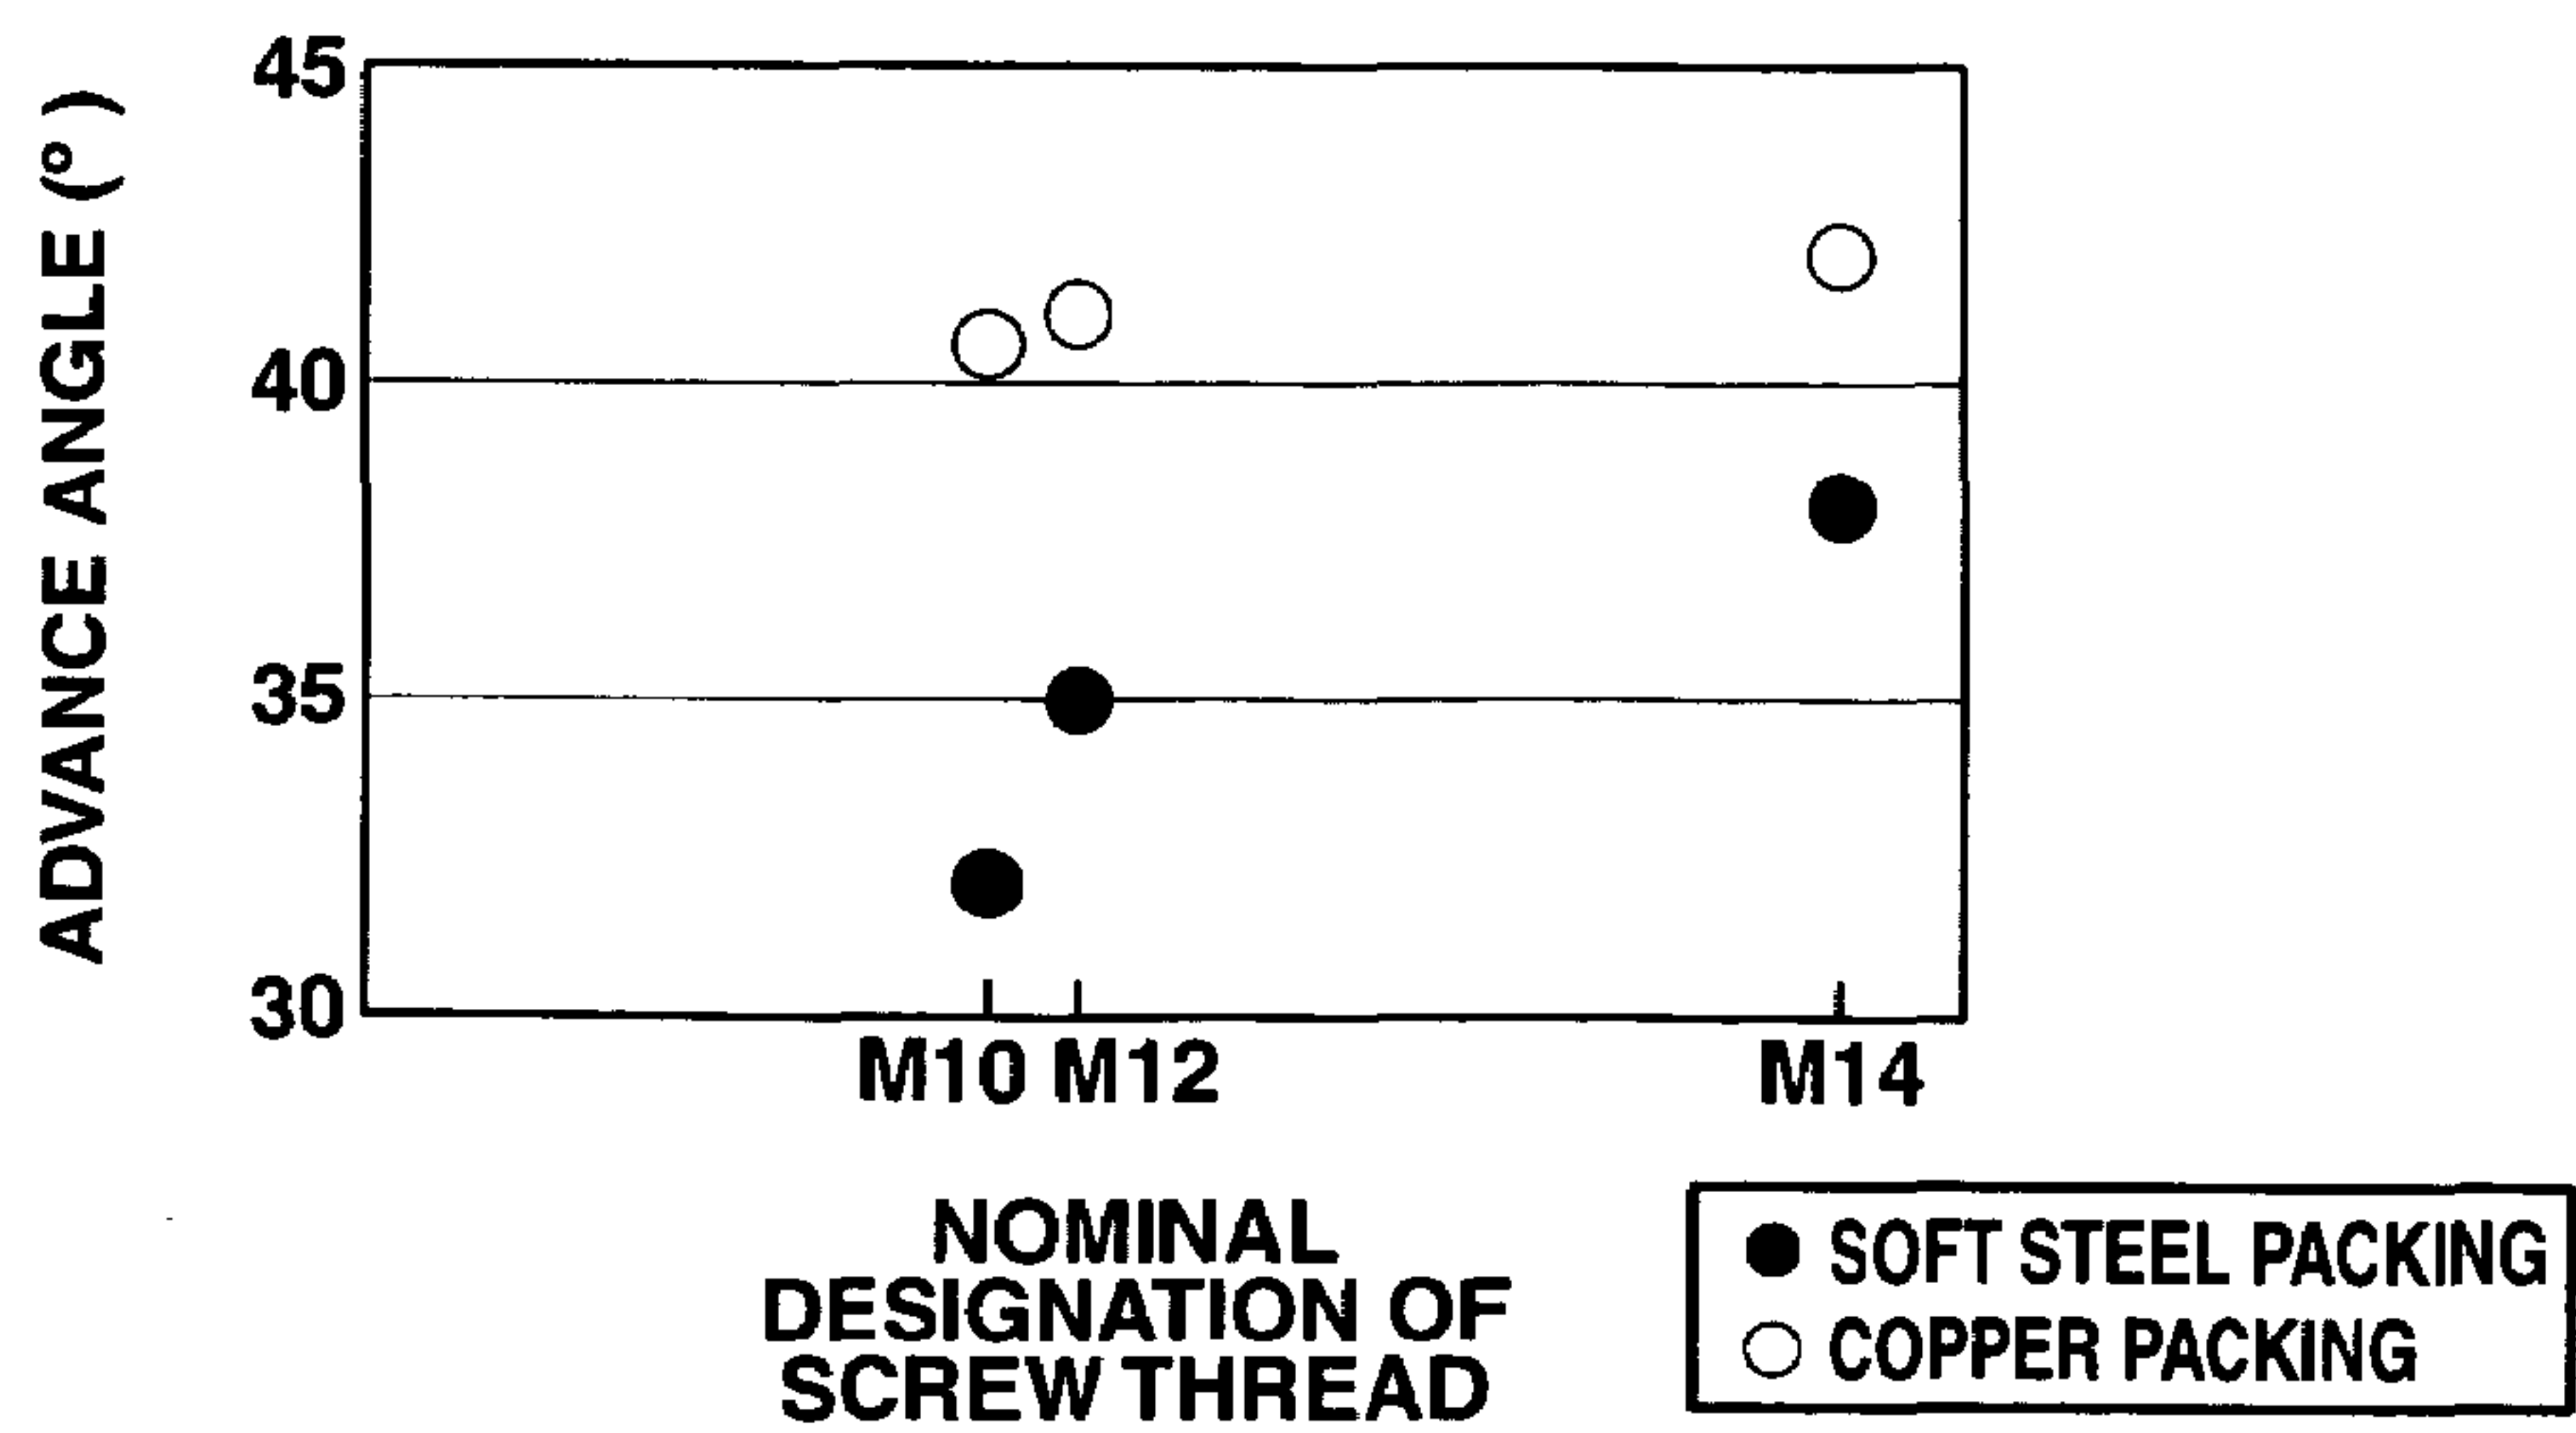 ADVANCE ANGLE (°)
45
40
35
30
M10 M12 M14
NOMINAL
DESIGNATION OF
SCREW THREAD
● SOFT STEEL PACKING
○ COPPER PACKING